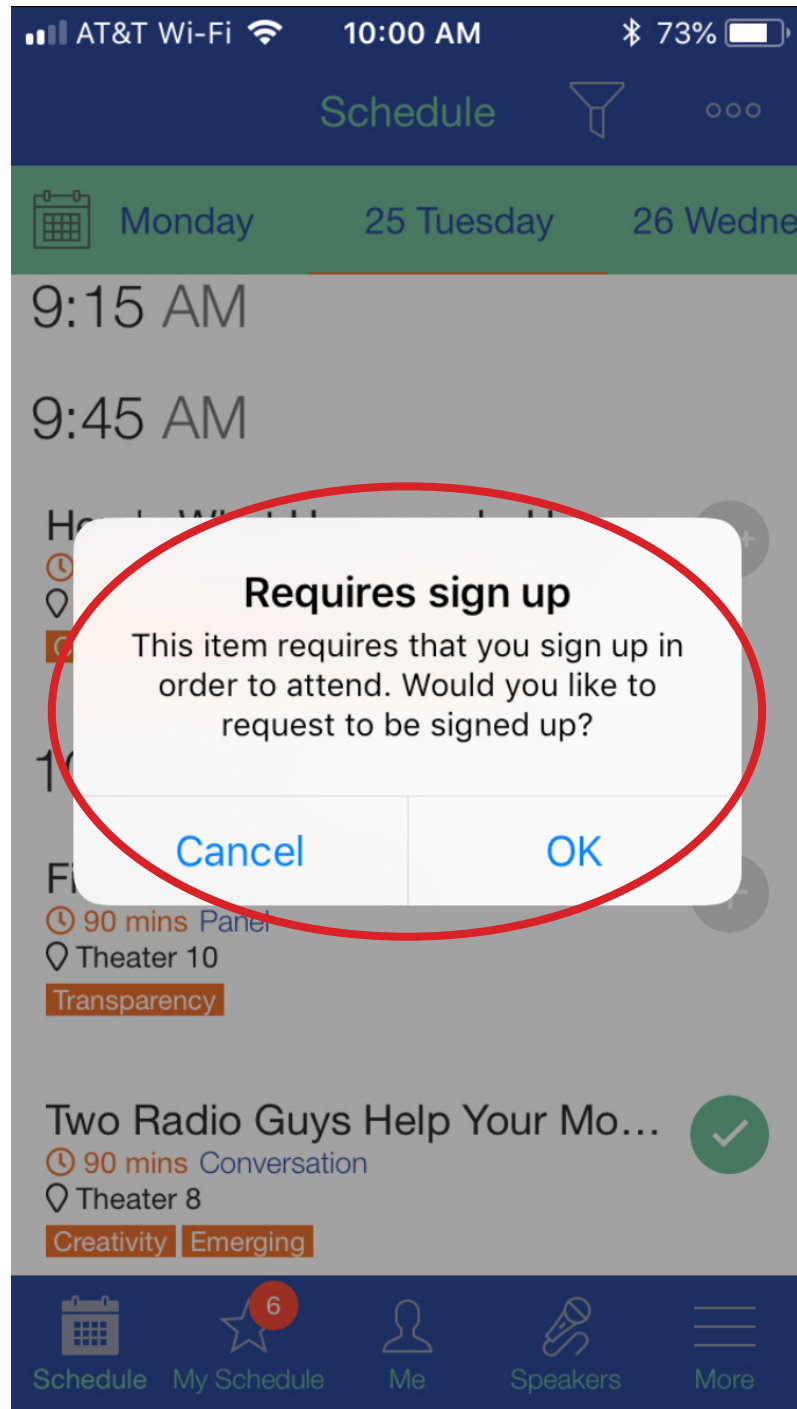 AT&T Wi-Fi 10:00 AM 73%
Schedule
Monday 25 Tuesday 26 Wedne
9:15 AM
9:45 AM
Requires sign up
This item requires that you sign up in
order to attend. Would you like to
request to be signed up?
Cancel OK
90 mins Panel
Theater 10
Transparency
Two Radio Guys Help Your Mo...
90 mins Conversation
Theater 8
Creativity Emerging
6
Schedule My Schedule Me Speakers More